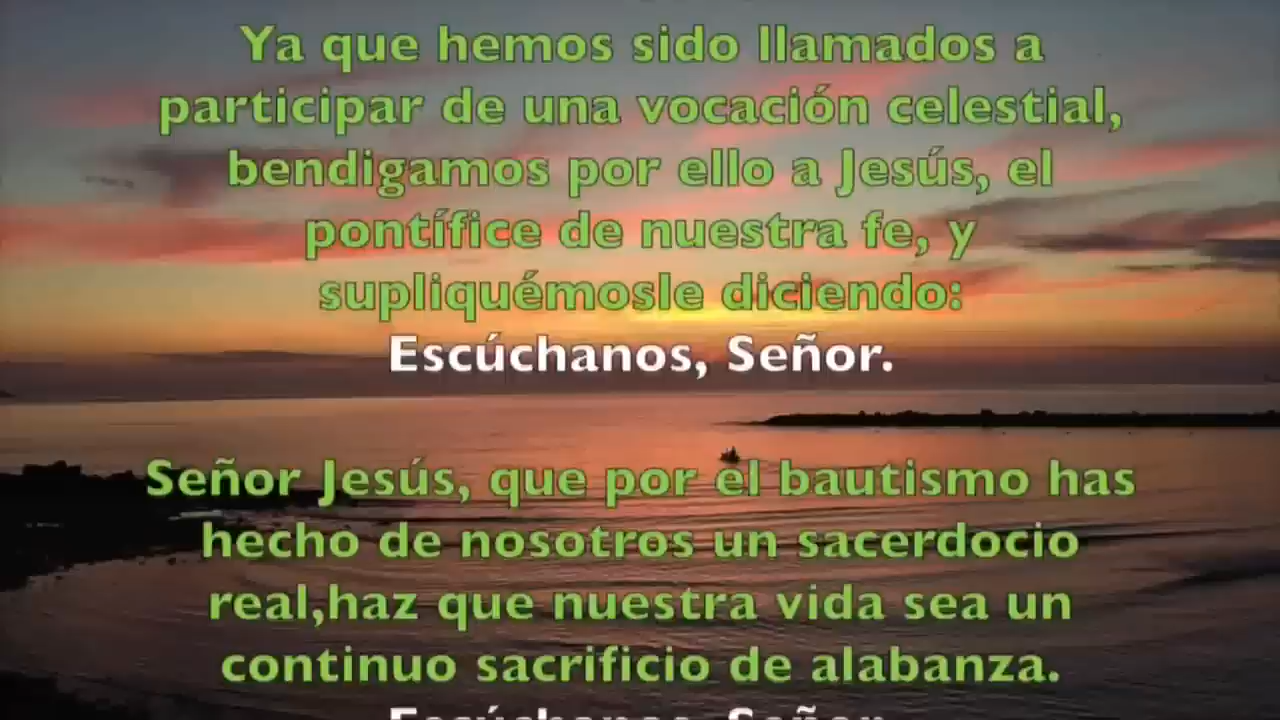 Ya que hemos sido llamados a
participar de una vocación celestial,
bendigamos por ello a Jesús, el
pontífice de nuestra fe, y
supliquémosle diciendo:
Escúchanos, Señor.
Señor Jesús, que por el bautismo has
hecho de nosotros un sacerdocio
real,haz que nuestra vida sea un
continuo sacrificio de alabanza.
Escúchanos, Señor.